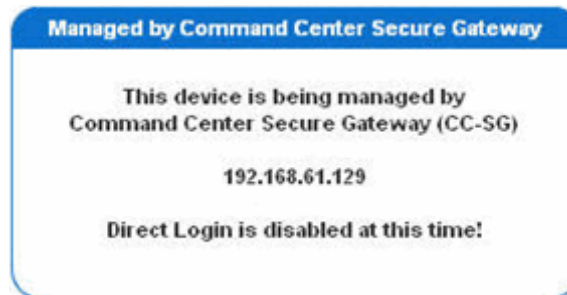 Managed by Command Center Secure Gateway
This device is being managed by
Command Center Secure Gateway (CC-SG)
192.168.61.129
Direct Login is disabled at this time!